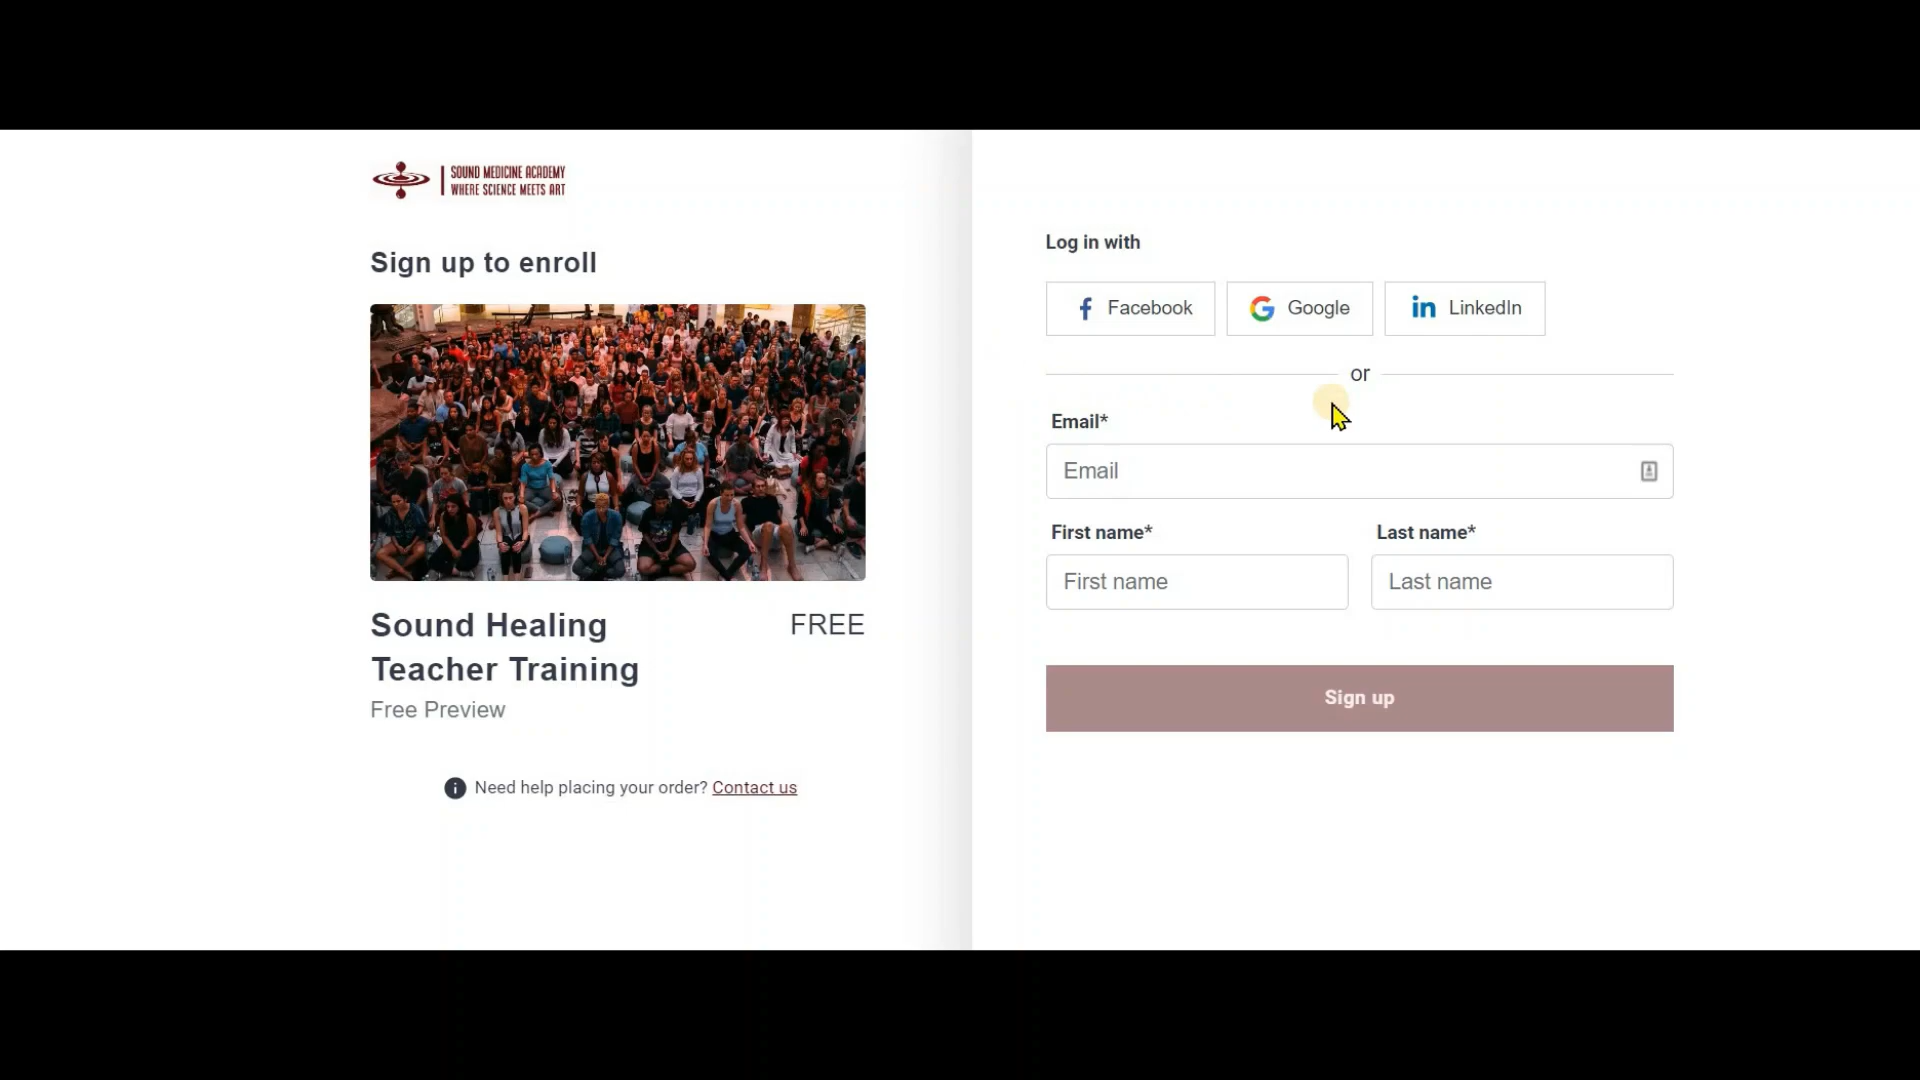 SOUND MEDICINE ACADEMY
WHERE SCIENCE MEETS ART
Sign up to enroll
Sound Healing
Teacher Training
FREE
Free Preview
Need help placing your order? Contact us
Log in with
Facebook
Google
LinkedIn
or
Email*
Email
First name*
Last name*
First name
Last name
Sign up